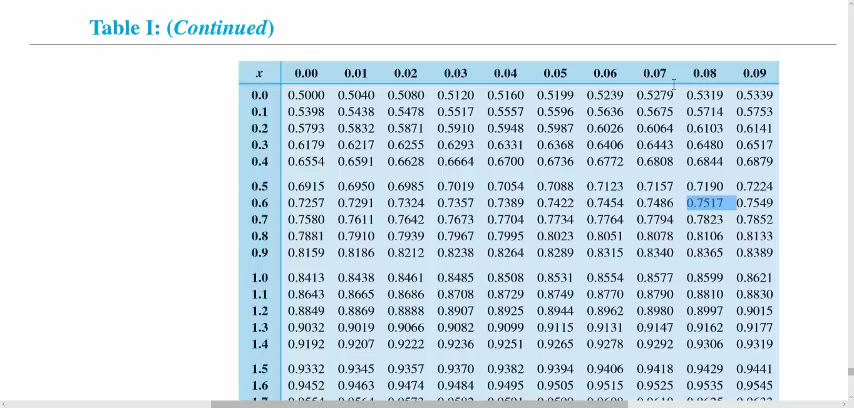 Table I: (Continued)
x 0.00 0.01 0.02 0.03 0.04 0.05 0.06 0.07 0.08 0.09
0.0 0.5000 0.5040 0.5080 0.5120 0.5160 0.5199 0.5239 0.5279 0.5319 0.5339
0.1 0.5398 0.5438 0.5478 0.5517 0.5557 0.5596 0.5636 0.5675 0.5714 0.5753
0.2 0.5793 0.5832 0.5871 0.5910 0.5948 0.5987 0.6026 0.6064 0.6103 0.6141
0.3 0.6179 0.6217 0.6255 0.6293 0.6331 0.6368 0.6406 0.6443 0.6480 0.6517
0.4 0.6554 0.6591 0.6628 0.6664 0.6700 0.6736 0.6772 0.6808 0.6844 0.6879
0.5 0.6915 0.6950 0.6985 0.7019 0.7054 0.7088 0.7123 0.7157 0.7190 0.7224
0.6 0.7257 0.7291 0.7324 0.7357 0.7389 0.7422 0.7454 0.7486 0.7517 0.7549
0.7 0.7580 0.7611 0.7642 0.7673 0.7704 0.7734 0.7764 0.7794 0.7823 0.7852
0.8 0.7881 0.7910 0.7939 0.7967 0.7995 0.8023 0.8051 0.8078 0.8106 0.8133
0.9 0.8159 0.8186 0.8212 0.8238 0.8264 0.8289 0.8315 0.8340 0.8365 0.8389
1.0 0.8413 0.8438 0.8461 0.8485 0.8508 0.8531 0.8554 0.8577 0.8599 0.8621
1.1 0.8643 0.8665 0.8686 0.8708 0.8729 0.8749 0.8770 0.8790 0.8810 0.8830
1.2 0.8849 0.8869 0.8888 0.8907 0.8925 0.8944 0.8962 0.8980 0.8997 0.9015
1.3 0.9032 0.9019 0.9066 0.9082 0.9099 0.9115 0.9131 0.9147 0.9162 0.9177
1.4 0.9192 0.9207 0.9222 0.9236 0.9251 0.9265 0.9278 0.9292 0.9306 0.9319
1.5 0.9332 0.9345 0.9357 0.9370 0.9382 0.9394 0.9406 0.9418 0.9429 0.9441
1.6 0.9452 0.9463 0.9474 0.9484 0.9495 0.9505 0.9515 0.9525 0.9535 0.9545